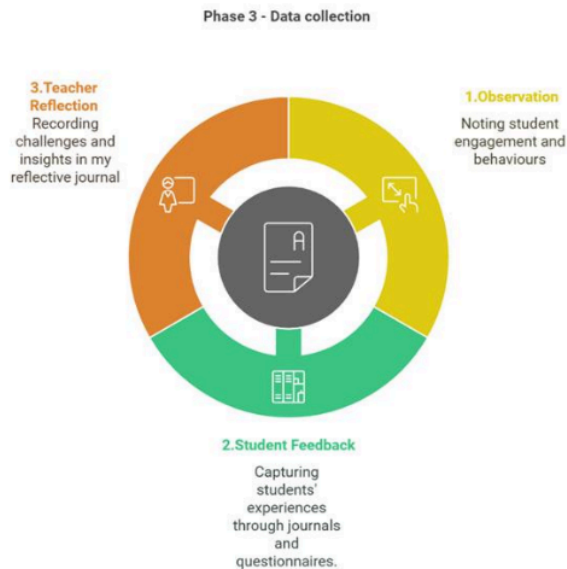 Phase 3 - Data collection
1.Observation
Noting student
engagement and
behaviours
2.Student Feedback
Capturing
students'
experiences
through journals
and
questionnaires.
3.Teacher
Reflection
Recording
challenges and
insights in my
reflective journal
A